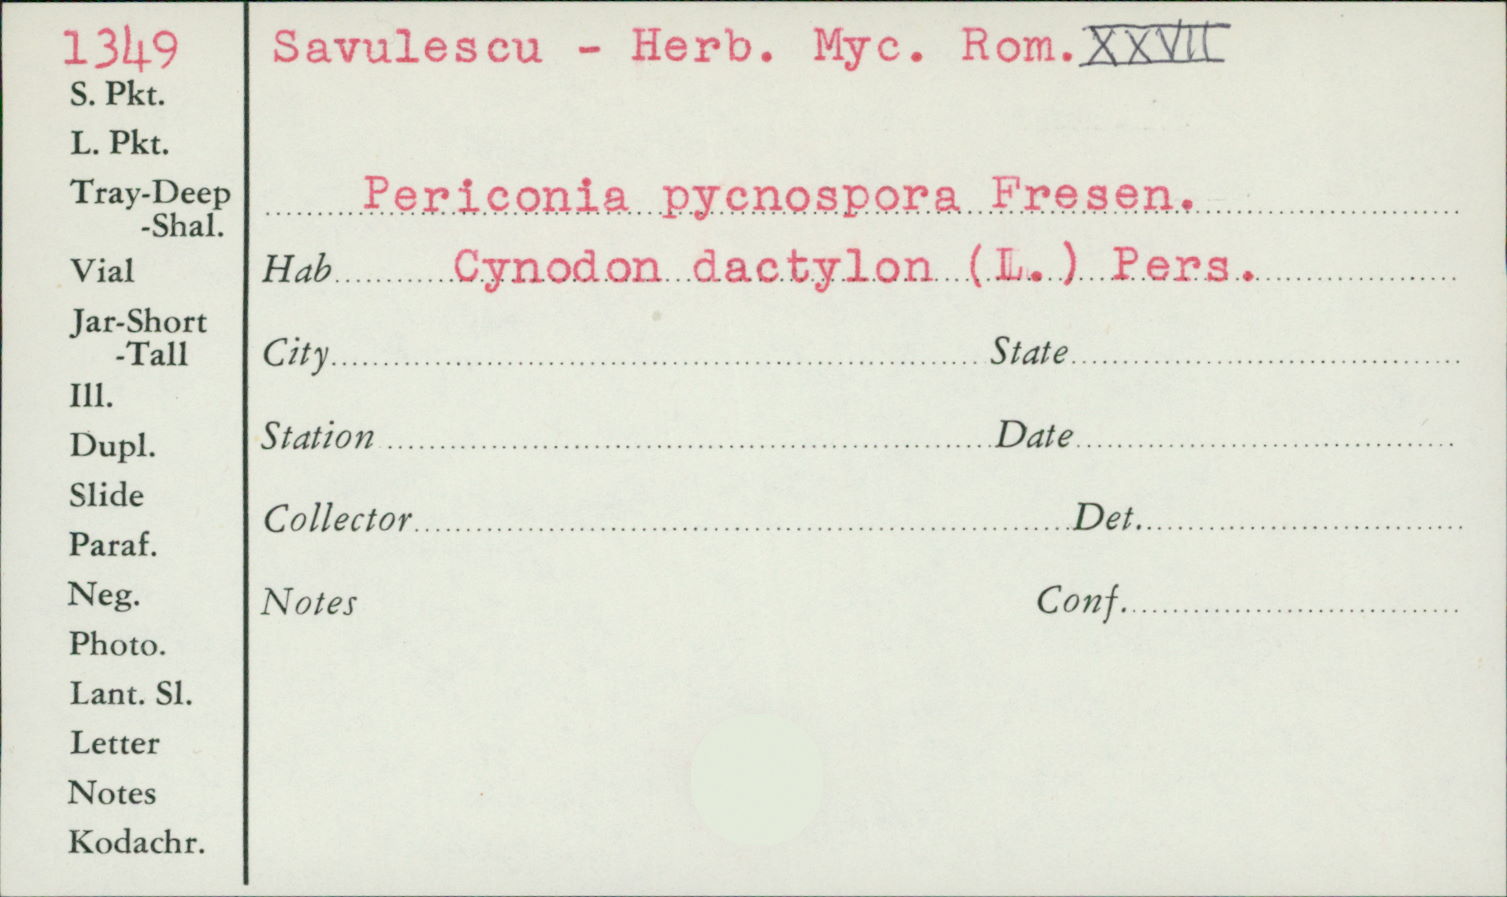 1349 Savulescu - Herb. Myc. Rom. XXVII
S. Pkt.
L. Pkt.
Tray-Deep
-Shal.
Periconia pycnospora Fresen.
Vial
Hab Cynodon dactylon (L.) Pers.
Jar-Short
-Tall
City State
Ill.
Dupl.
Station Date
Slide
Collector Det.
Paraf.
Neg.
Notes Conf.
Photo.
Lant. Sl.
Letter
Notes
Kodachr.